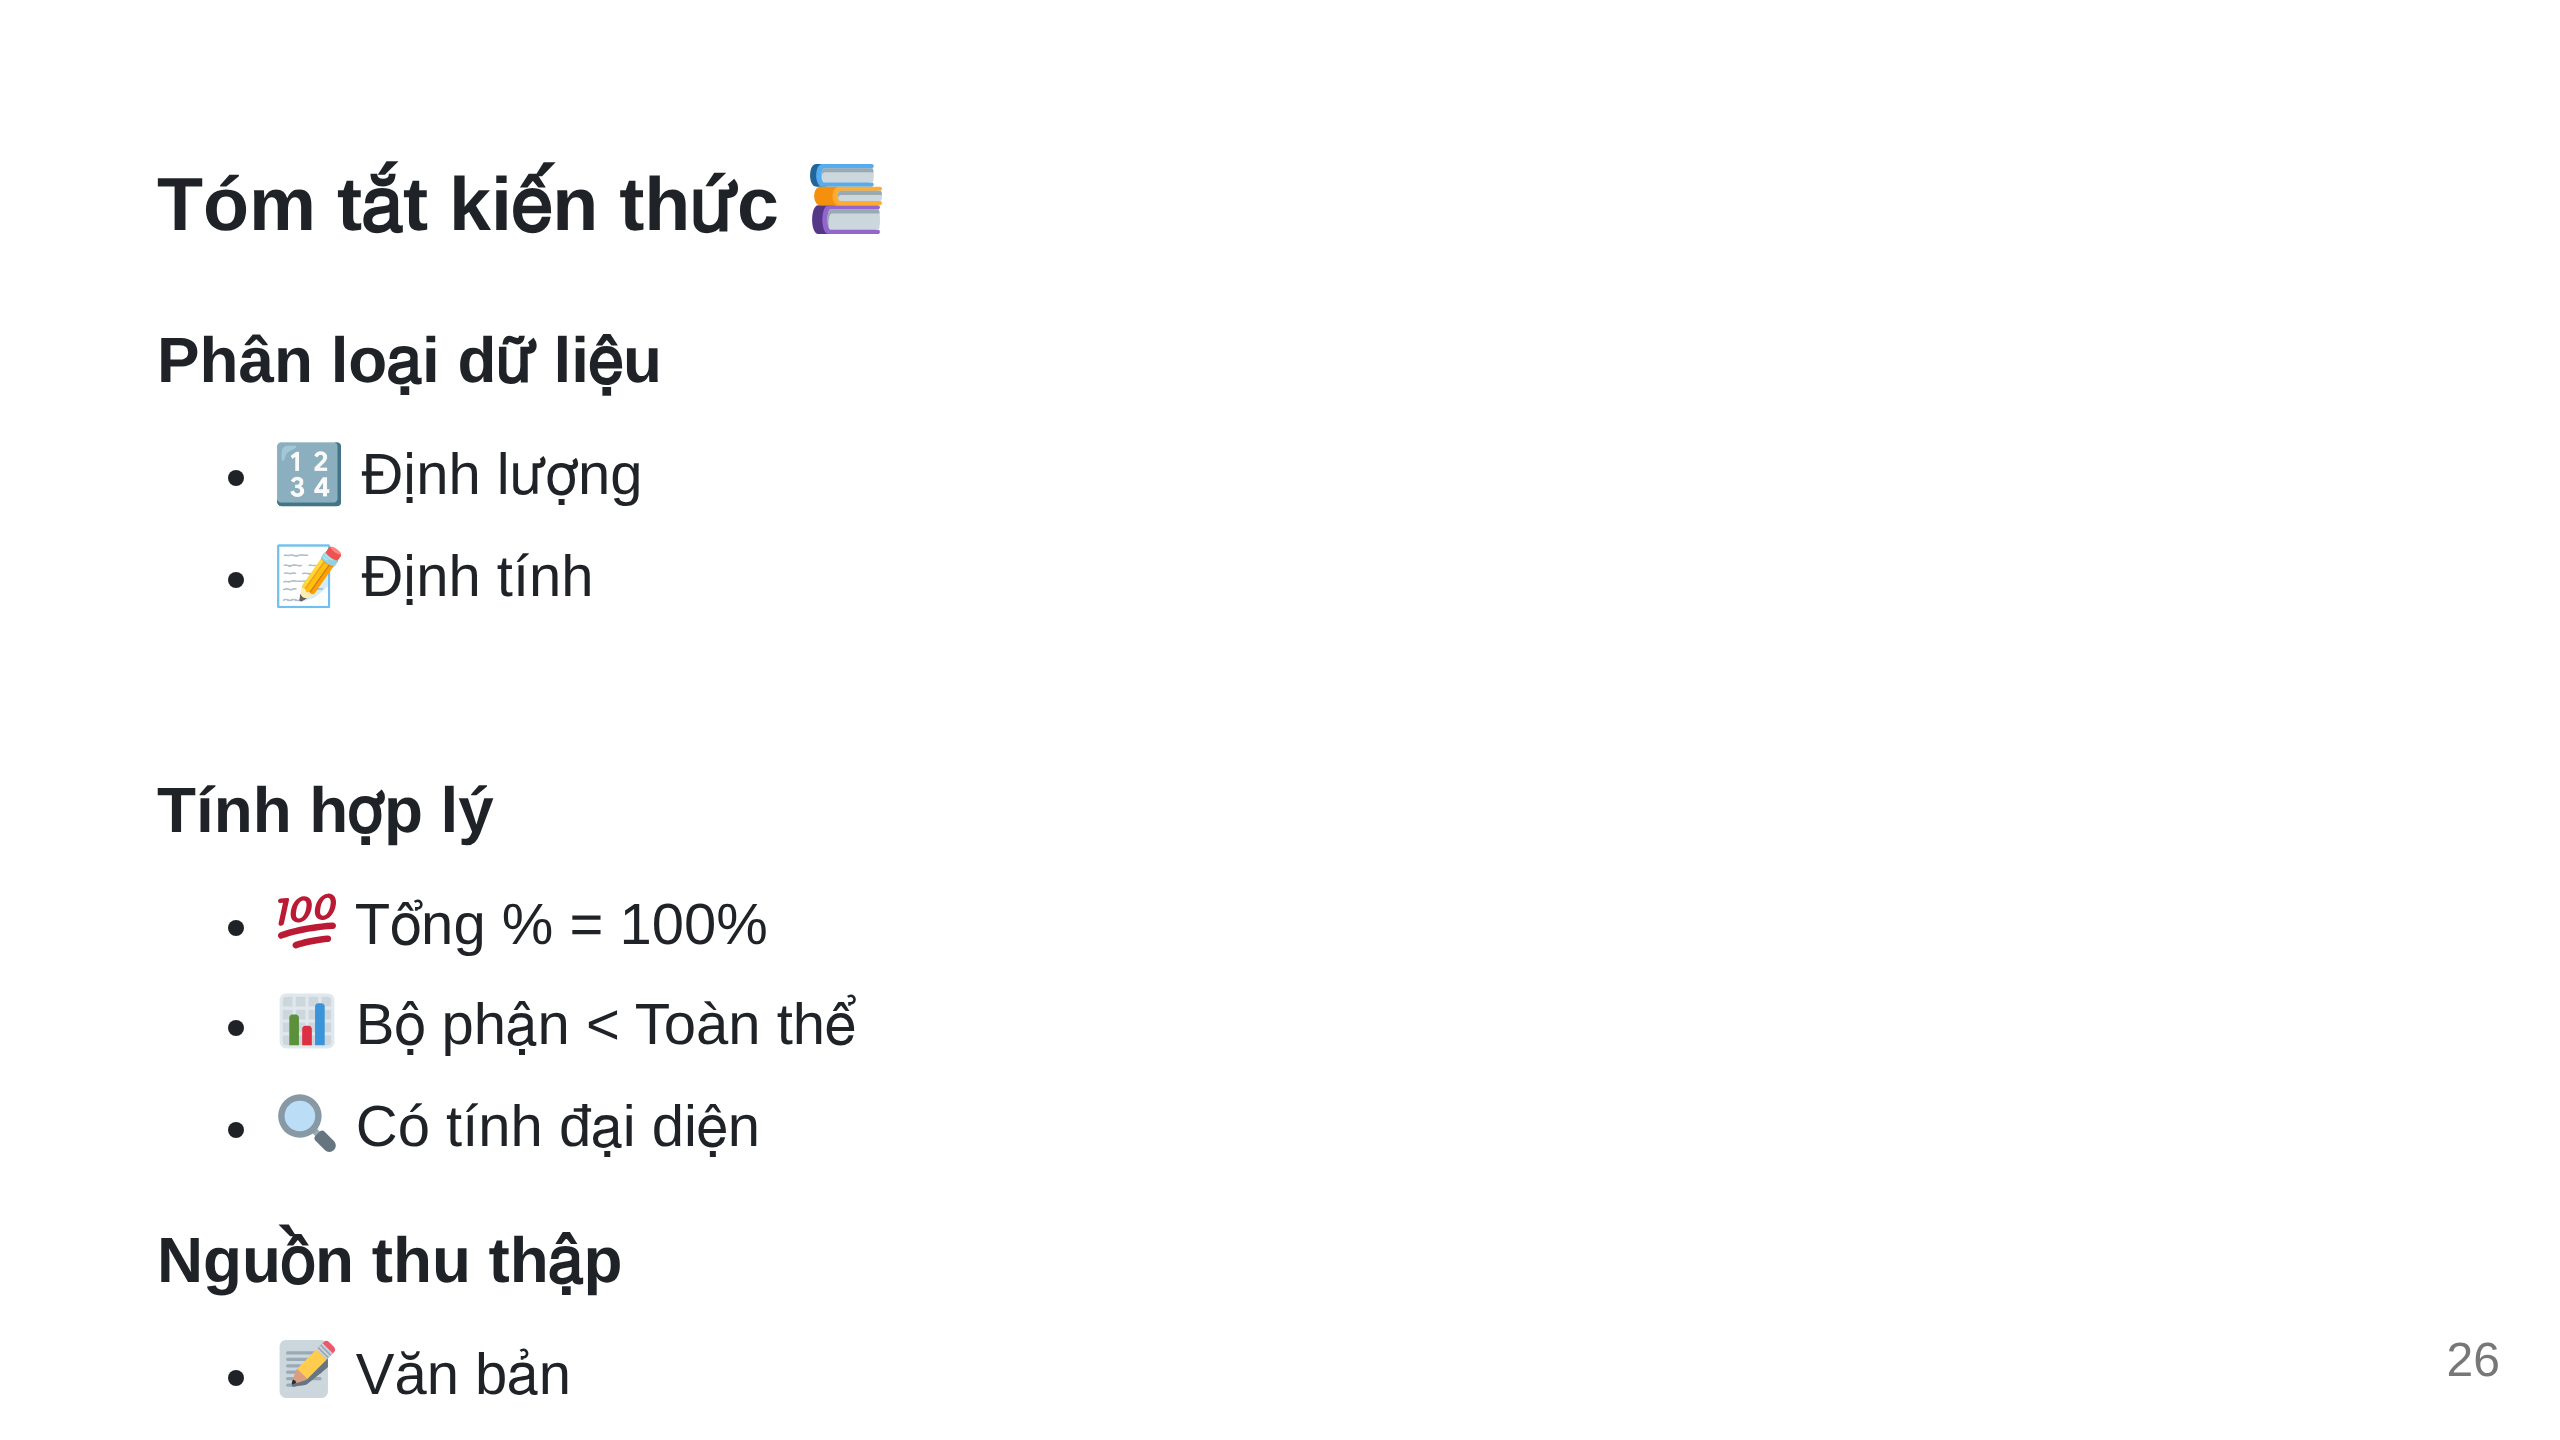 Tóm tắt kiến thức 📚
Phân loại dữ liệu
• 🔢 Định lượng
• 📝 Định tính
Tính hợp lý
• 💯 Tổng % = 100%
• 📊 Bộ phận < Toàn thể
• 🔍 Có tính đại diện
Nguồn thu thập
• 📝 Văn bản
26